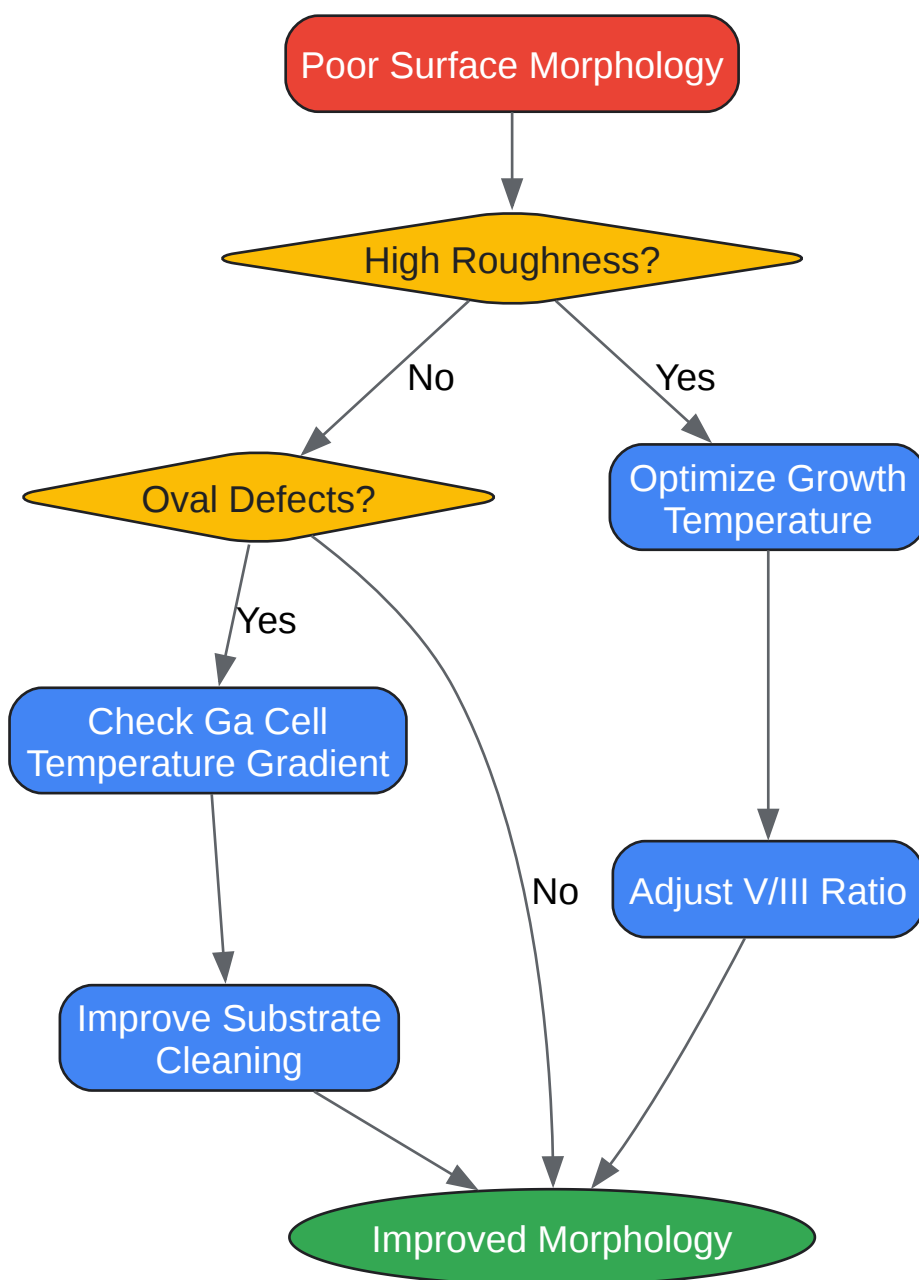 Poor Surface Morphology
High Roughness?
No
Yes
Oval Defects?
Optimize Growth
Temperature
Yes
Check Ga Cell
Temperature Gradient
No
Adjust V/III Ratio
Improve Substrate
Cleaning
Improved Morphology